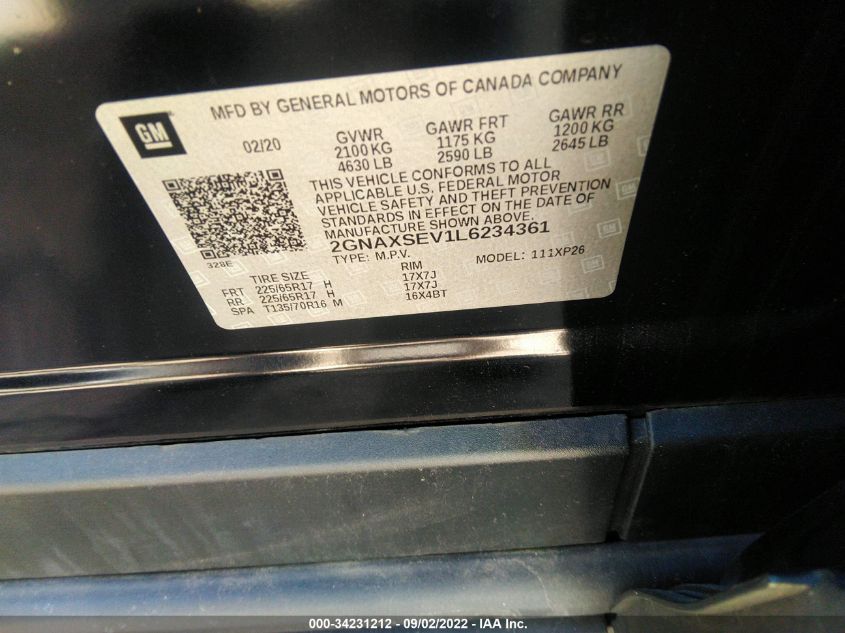 MFD BY GENERAL MOTORS OF CANADA COMPANY
GM
02/20 GVWR GAWR FRT GAWR RR
2100 KG 1175 KG 1200 KG
4630 LB 2590 LB 2645 LB
THIS VEHICLE CONFORMS TO ALL
APPLICABLE U.S. FEDERAL MOTOR
VEHICLE SAFETY AND THEFT PREVENTION
STANDARDS IN EFFECT ON THE DATE OF
MANUFACTURE SHOWN ABOVE.
328E 2GNAXSEV1L6234361
TYPE: M.P.V. MODEL: 111XP26
TIRE SIZE RIM
FRT 225/65R17 H 17X7J
RR 225/65R17 H 17X7J
SPA T135/70R16 M 16X4BT
000-34231212 - 09/02/2022 - IAA Inc.